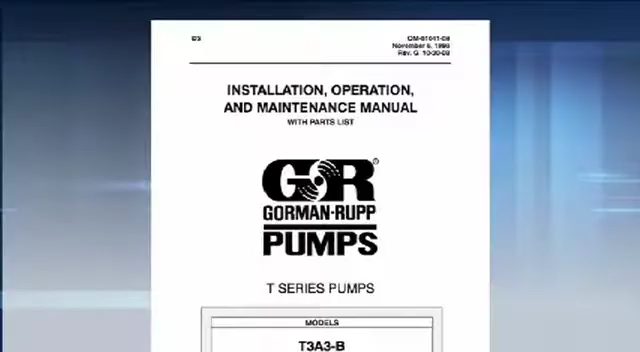 INSTALLATION, OPERATION,
AND MAINTENANCE MANUAL
WITH PARTS LIST
GR®
GORMAN-RUPP
PUMPS
T SERIES PUMPS
MODELS
T3A3-B